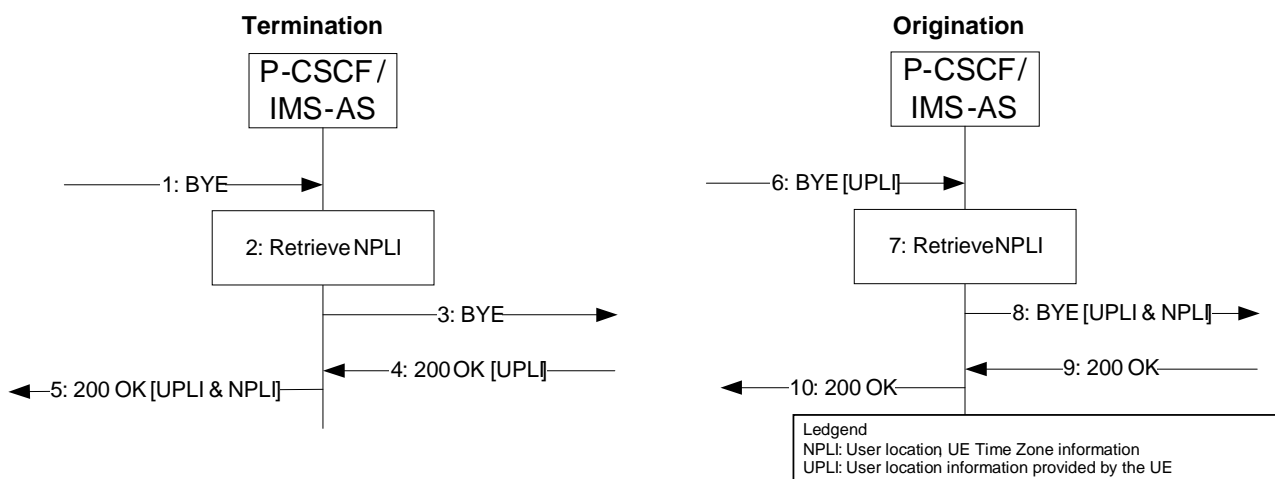 Termination
P-CSCF/
IMS-AS
1: BYE
2: Retrieve NPLI
3: BYE
4: 200 OK [UPLI]
5: 200 OK [UPLI & NPLI]
Origination
P-CSCF/
IMS-AS
6: BYE [UPLI]
7: Retrieve NPLI
8: BYE [UPLI & NPLI]
9: 200 OK
10: 200 OK
Ledgend
NPLI: User location, UE Time Zone information
UPLI: User location information provided by the UE